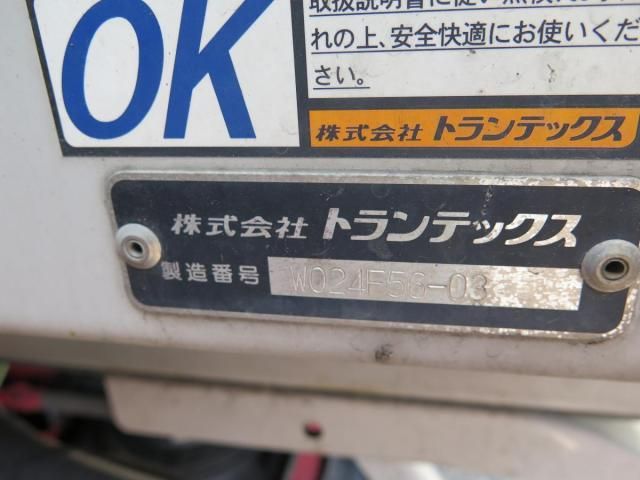 OK
取扱説明書に従い
れの上、安全快適にお使いくだ
さい。
株式会社 トランテックス
株式会社 トランテックス
製造番号 W024F56-03